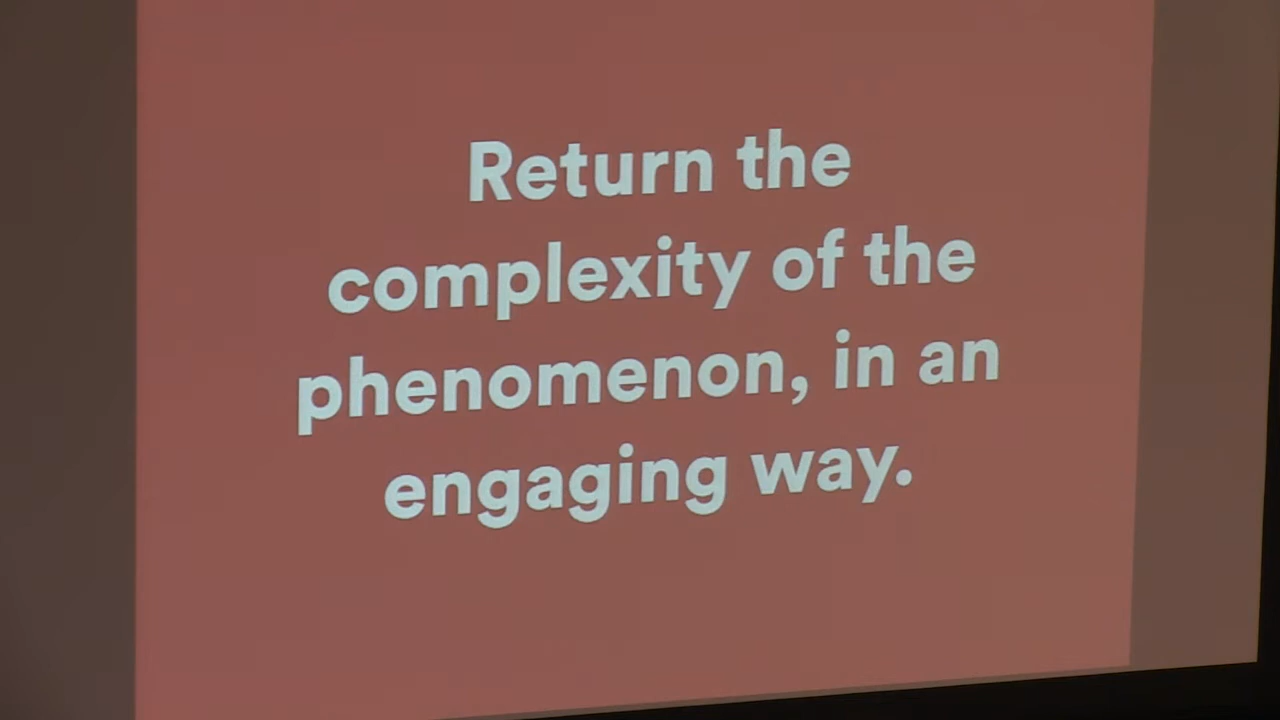 Return the
complexity of the
phenomenon, in an
engaging way.